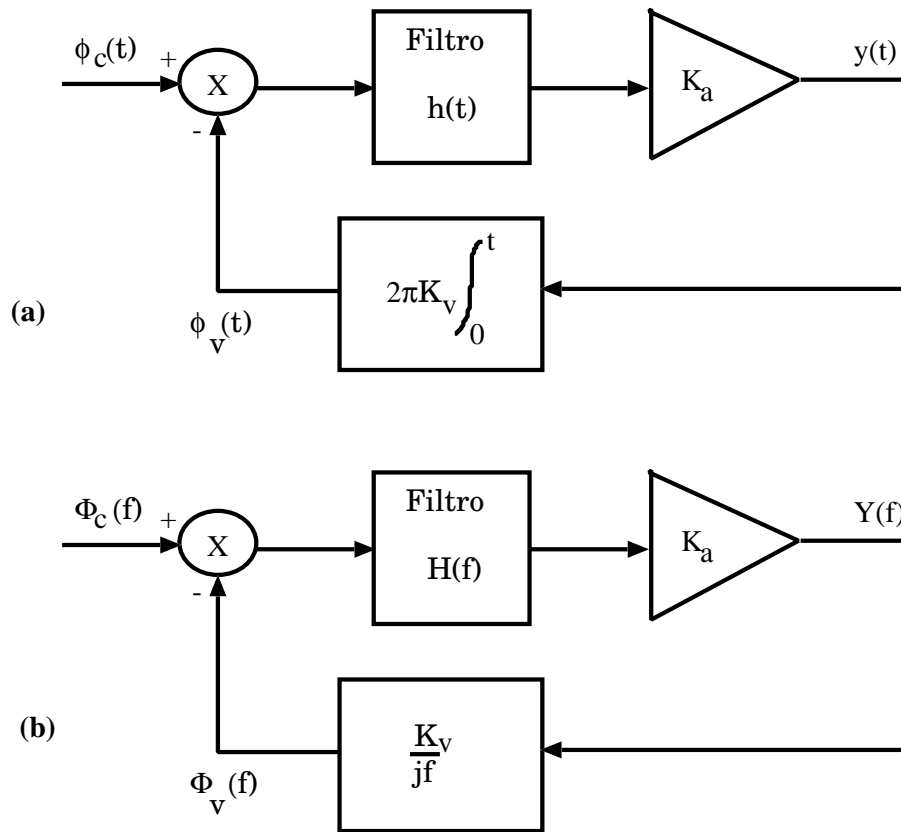 ϕc(t)
+
X
-
Filtro
h(t)
Ka
y(t)
2πKv∫0t
ϕv(t)
(a)
Φc(f)
+
X
-
Filtro
H(f)
Ka
Y(f)
Kv
jf
Φv(f)
(b)